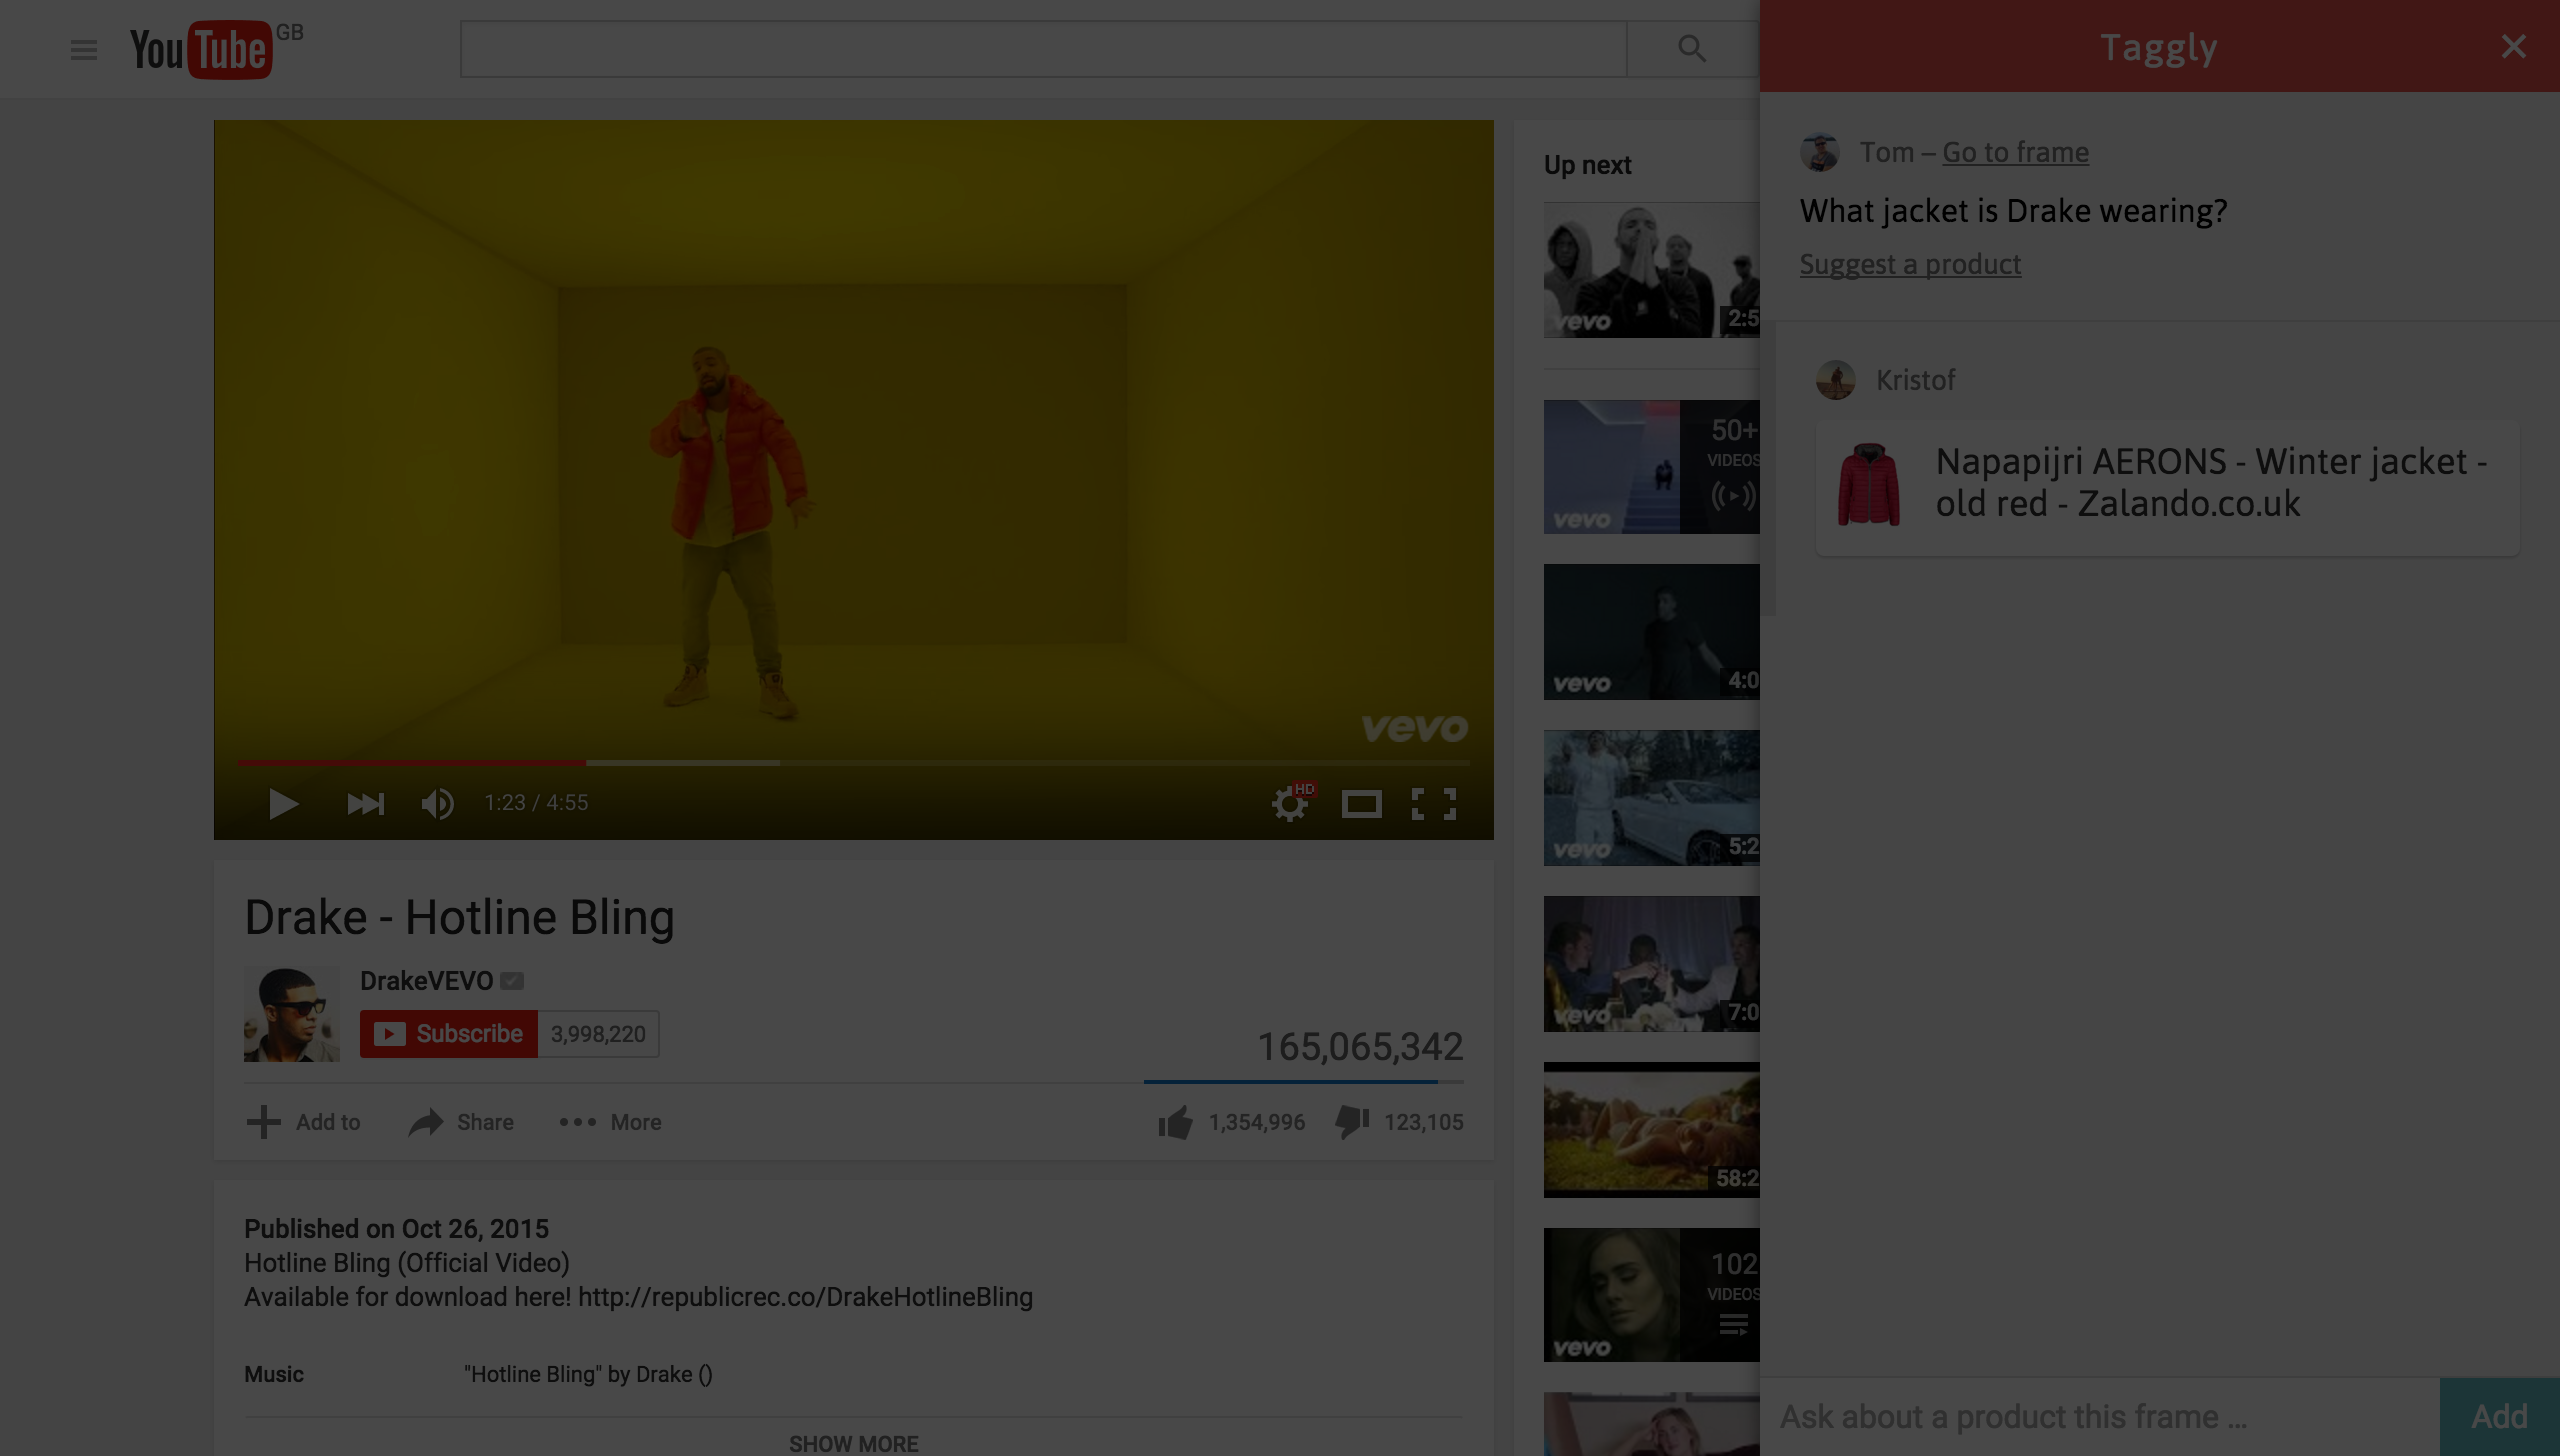 YouTube GB
Up next
vevo 2:5
50+
VIDEOS
vevo
vevo 4:0
vevo 5:2
vevo 7:0
58:2
102
VIDEOS
vevo
vevo
1:23 / 4:55
HD
Drake - Hotline Bling
DrakeVEVO
Subscribe 3,998,220
165,065,342
Add to Share More 1,354,996 123,105
Published on Oct 26, 2015
Hotline Bling (Official Video)
Available for download here! http://republicrec.co/DrakeHotlineBling
Music "Hotline Bling" by Drake ()
SHOW MORE
Taggly
Tom – Go to frame
What jacket is Drake wearing?
Suggest a product
Kristof
Napapijri AERONS - Winter jacket -
old red - Zalando.co.uk
Ask about a product this frame ...
Add